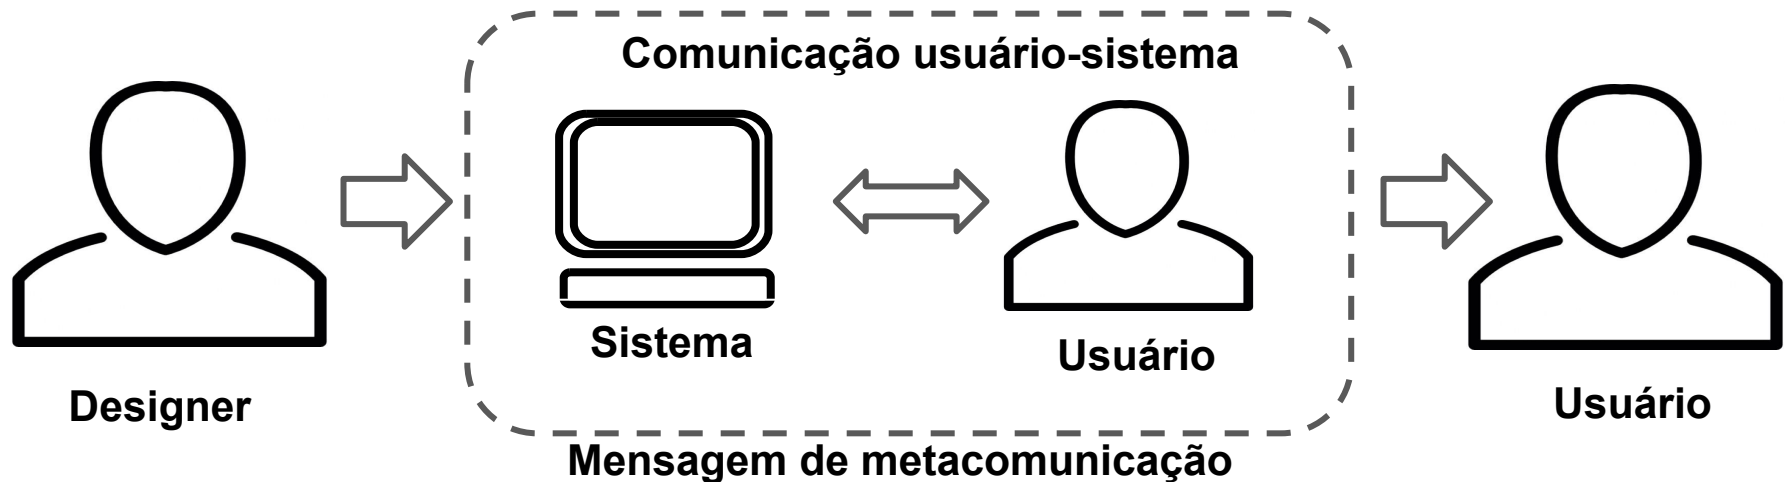 Comunicação usuário-sistema
Sistema
Usuário
Designer
Usuário
Mensagem de metacomunicação